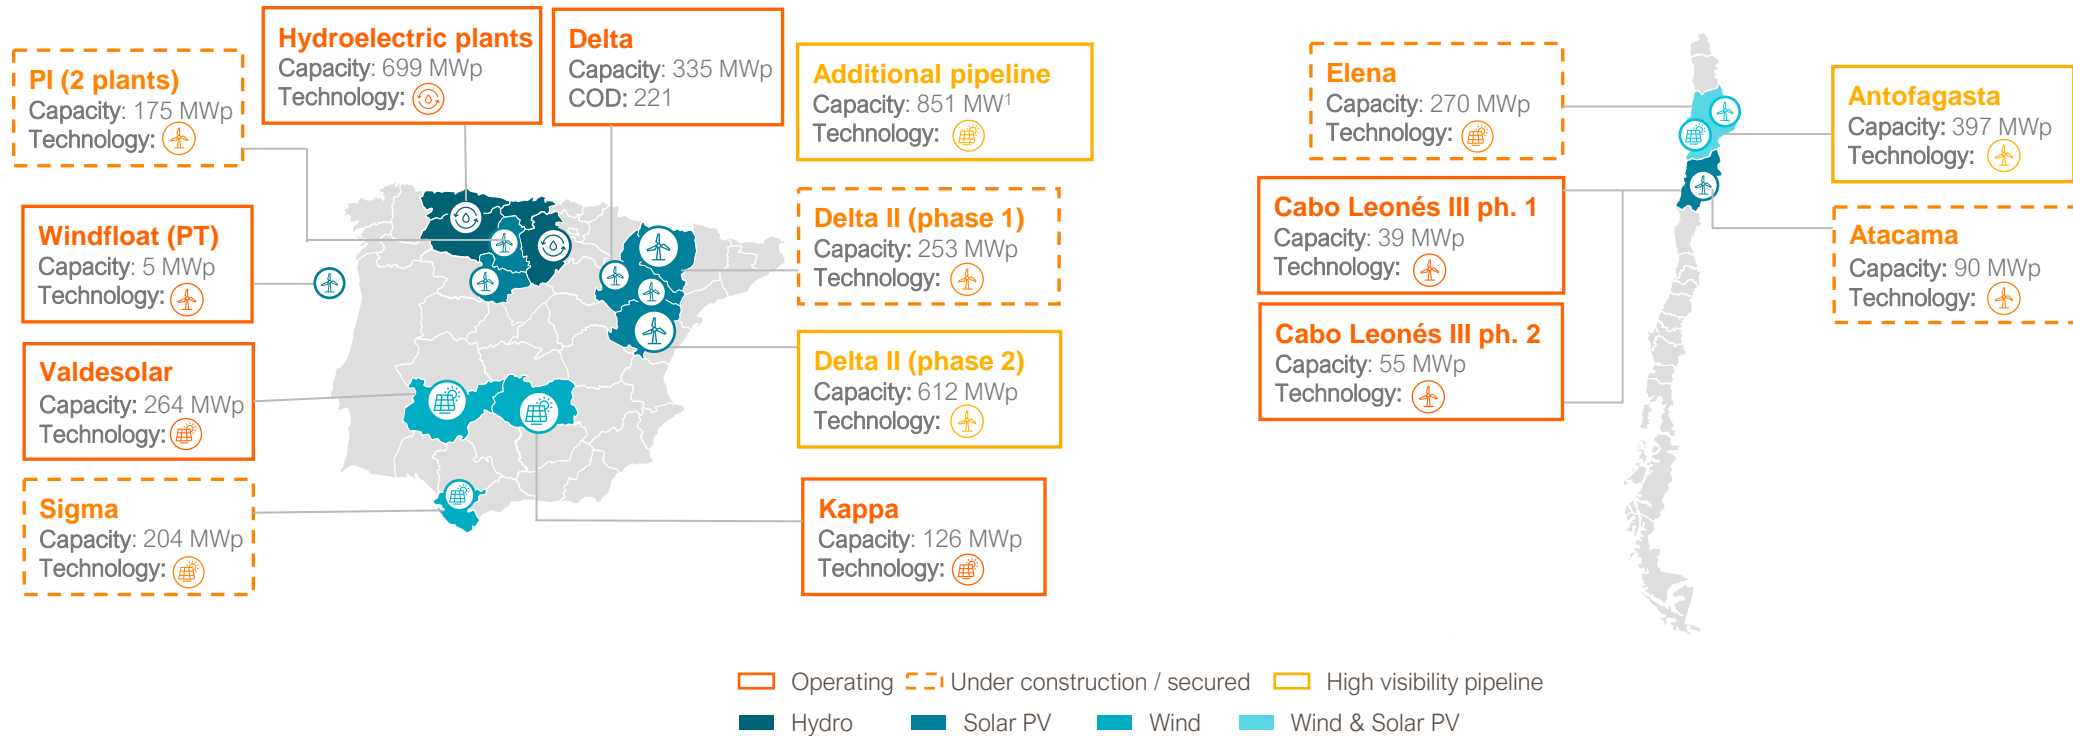 PI (2 plants)
Capacity: 175 MWp
Technology:
Hydroelectric plants
Capacity: 699 MWp
Technology:
Delta
Capacity: 335 MWp
COD: 221
Additional pipeline
Capacity: 851 MW¹
Technology:
Windfloat (PT)
Capacity: 5 MWp
Technology:
Delta II (phase 1)
Capacity: 253 MWp
Technology:
Valdesolar
Capacity: 264 MWp
Technology:
Delta II (phase 2)
Capacity: 612 MWp
Technology:
Sigma
Capacity: 204 MWp
Technology:
Kappa
Capacity: 126 MWp
Technology:
Elena
Capacity: 270 MWp
Technology:
Antofagasta
Capacity: 397 MWp
Technology:
Cabo Leonés III ph. 1
Capacity: 39 MWp
Technology:
Atacama
Capacity: 90 MWp
Technology:
Cabo Leonés III ph. 2
Capacity: 55 MWp
Technology:
Operating Under construction / secured High visibility pipeline
Hydro Solar PV Wind Wind & Solar PV